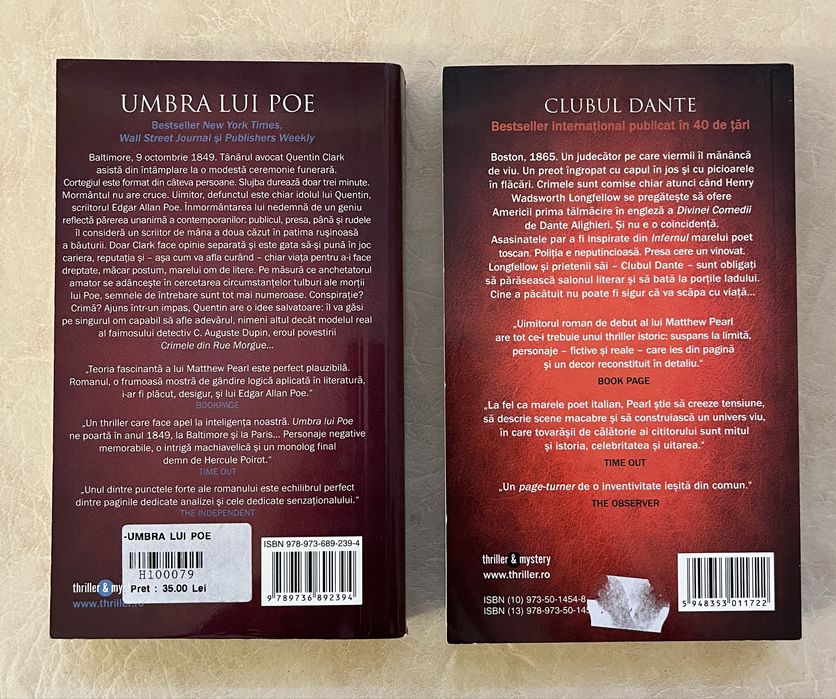 UMBRA LUI POE
Bestseller New York Times,
Wall Street Journal și Publishers Weekly
Baltimore, 9 octombrie 1849. Tânărul avocat Quentin Clark
asistă din întâmplare la o modestă ceremonie funerară.
Cortegiul este format din câteva persoane. Slujba durează doar trei minute.
Mormântul nu are cruce. Uimitor, defunctul este chiar idolul lui Quentin,
scriitorul Edgar Allan Poe. Înmormântarea lui nedemnă de un geniu
reflectă părerea unanimă a contemporanilor: publicul, presa, până și rudele
îl consideră un scriitor de mâna a doua căzut în patima rușinoasă
a băuturii. Doar Clark face opinie separată și este gata să-și pună în joc
cariera, reputația și – așa cum va afla curând – chiar viața pentru a-i face
dreptate, măcar postum, marelui om de litere. Pe măsură ce anchetatorul
amator se adâncește în cercetarea circumstanțelor tulburi ale morții
lui Poe, semnele de întrebare sunt tot mai numeroase. Conspirație?
Crimă? Ajuns într-un impas, Quentin are o idee salvatoare: îl va găsi
pe singurul om capabil să afle adevărul, nimeni altul decât modelul real
al faimosului detectiv C. Auguste Dupin, eroul povestirii
Crimele din Rue Morgue...
„Teoria fascinantă a lui Matthew Pearl este perfect plauzibilă.
Romanul, o frumoasă mostră de gândire logică aplicată în literatură,
i-ar fi plăcut, desigur, și lui Edgar Allan Poe.“
BOOKPAGE
„Un thriller care face apel la inteligența noastră. Umbra lui Poe
ne poartă în anul 1849, la Baltimore și la Paris... Personaje negative
memorabile, o intrigă machiavelică și un monolog final
demn de Hercule Poirot.“
TIME OUT
„Unul dintre punctele forte ale romanului este echilibrul perfect
dintre paginile dedicate analizei și cele dedicate senzaționalului.“
THE INDEPENDENT
-UMBRA LUI POE
H100079
Pret : 35.00 Lei
thriller & mys
www.thriller.ro
ISBN 978-973-689-239-4
9 789736 892394
CLUBUL DANTE
Bestseller internațional publicat în 40 de țări
Boston, 1865. Un judecător pe care viermii îl mănâncă
de viu. Un preot îngropat cu capul în jos și cu picioarele
în flăcări. Crimele sunt comise chiar atunci când Henry
Wadsworth Longfellow se pregătește să ofere
Americii prima tălmăcire în engleză a Divinei Comedii
de Dante Alighieri. Și nu e o coincidență.
Asasinatele par a fi inspirate din Infernul marelui poet
toscan. Poliția e neputincioasă. Presa cere un vinovat.
Longfellow și prietenii săi – Clubul Dante – sunt obligați
să părăsească salonul literar și să bată la porțile Iadului.
Cine a păcătuit nu poate fi sigur că va scăpa cu viață...
„Uimitorul roman de debut al lui Matthew Pearl
are tot ce-i trebuie unui thriller istoric: suspans la limită,
personaje – fictive și reale – care ies din pagină
și un decor reconstituit în detaliu.“
BOOK PAGE
„La fel ca marele poet italian, Pearl știe să creeze tensiune,
să descrie scene macabre și să construiască un univers viu,
în care tovarășii de călătorie ai cititorului sunt mitul
și istoria, celebritatea și uitarea.“
TIME OUT
„Un page-turner de o inventivitate ieșită din comun.“
THE OBSERVER
thriller & mystery
www.thriller.ro
ISBN (10) 973-50-1454-8
ISBN (13) 978-973-50-145
5 948353 011722